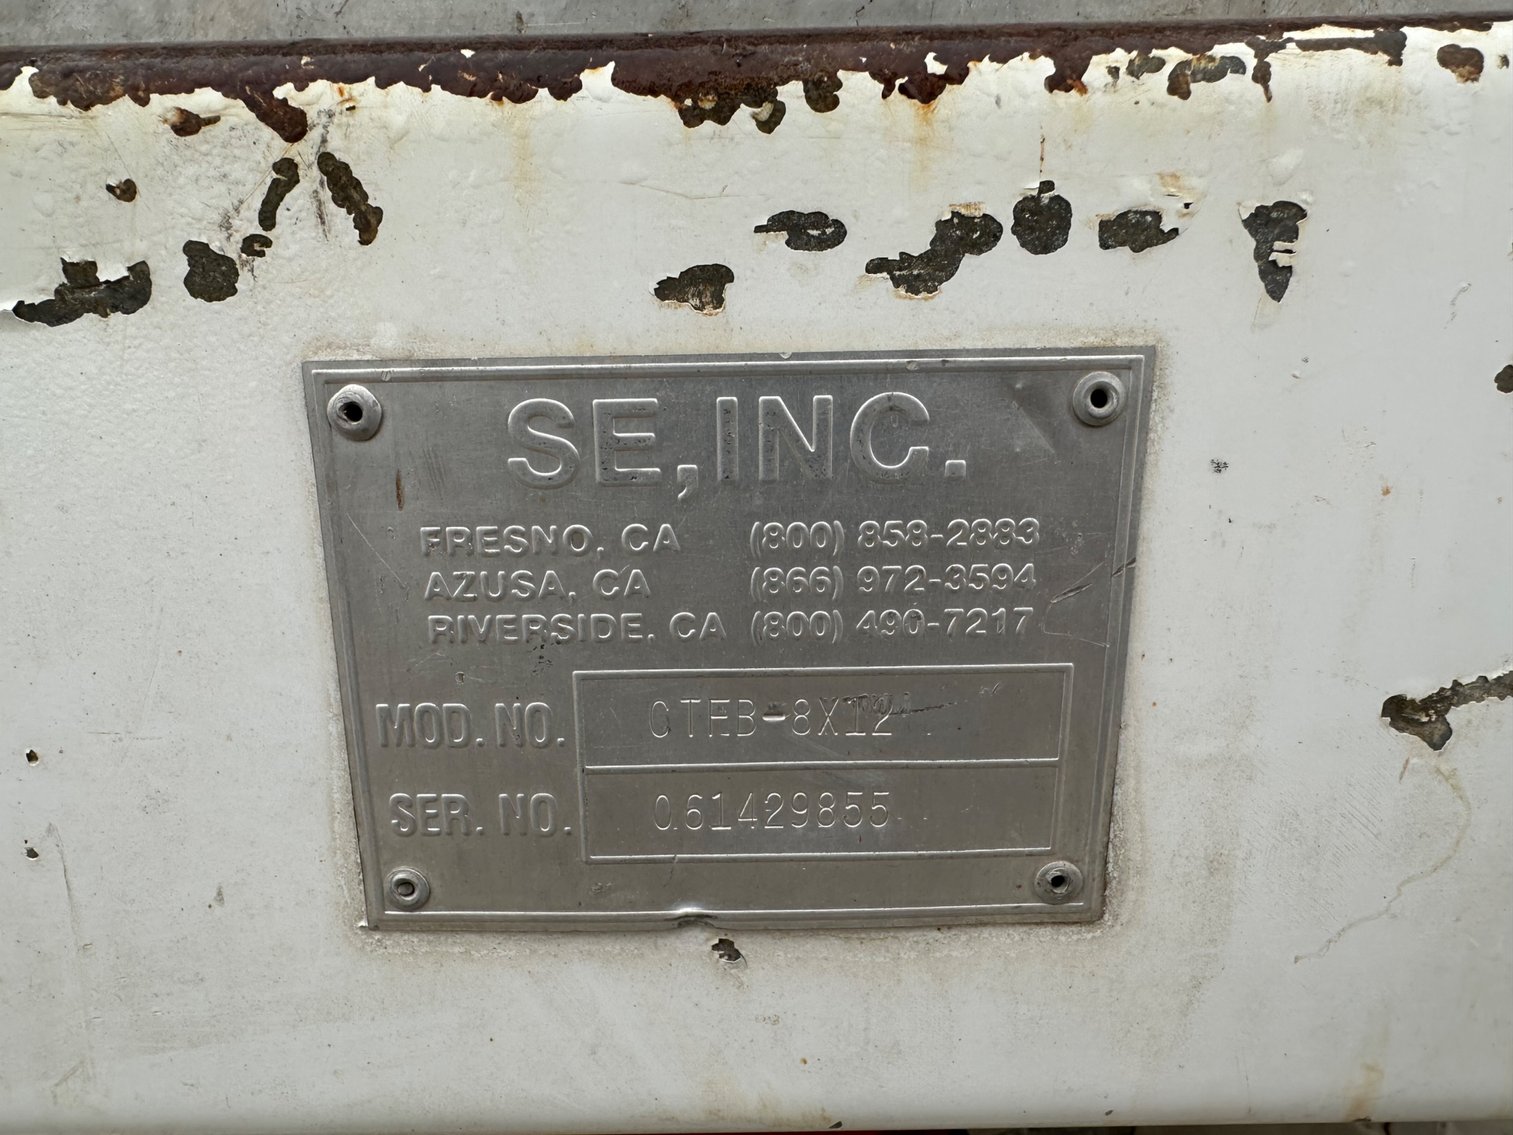 SE, INC.
FRESNO, CA (800) 858-2883
AZUSA, CA (866) 972-3594
RIVERSIDE, CA (800) 490-7217
MOD. NO. CTEB-8X12
SER. NO. 061429855